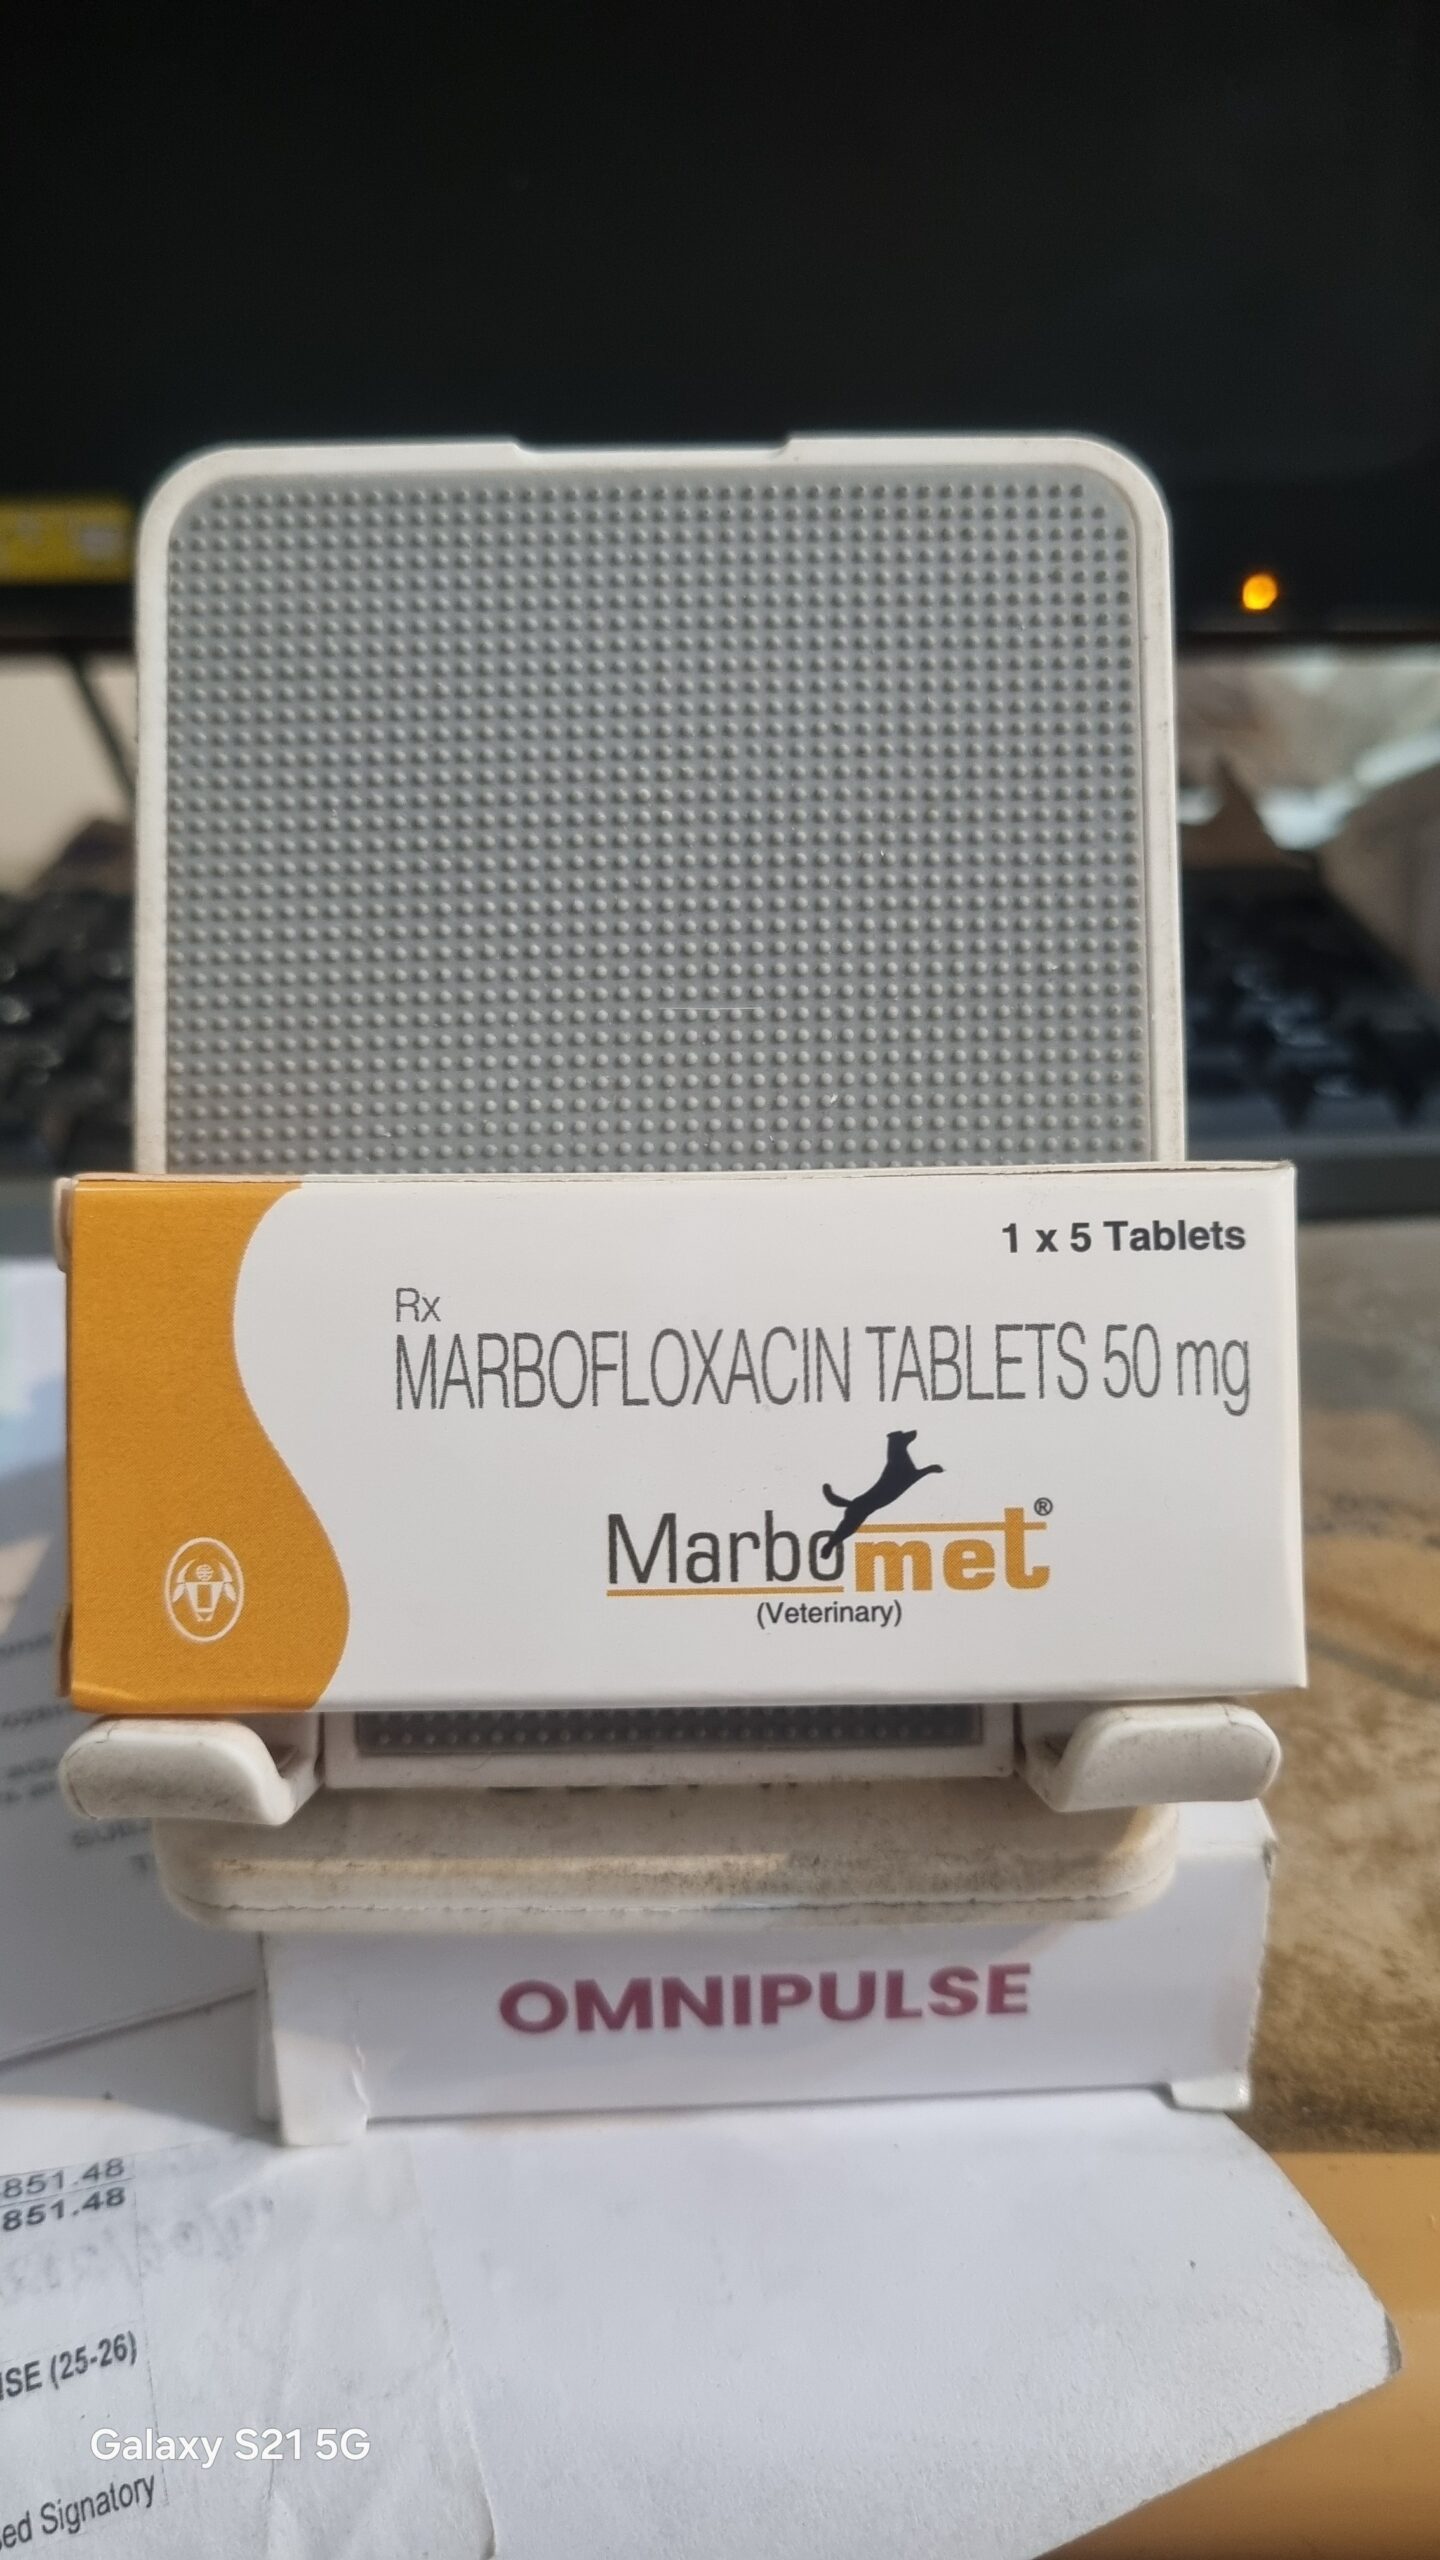 1 x 5 Tablets
Rx
MARBOFLOXACIN TABLETS 50 mg
Marbomet®
(Veterinary)
OMNIPULSE
851.48
851.48
ISE (25-26)
Galaxy S21 5G
ed Signatory